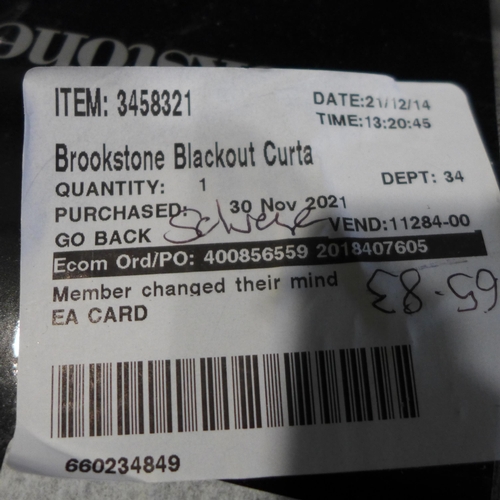 ITEM: 3458321
DATE:21/12/14
TIME:13:20:45
Brookstone Blackout Curta
QUANTITY: 1
DEPT: 34
PURCHASED: 30 Nov 2021
GO BACK
VEND:11284-00
Ecom Ord/PO: 400856559 2018407605
Member changed their mind
EA CARD
65.83
660234849